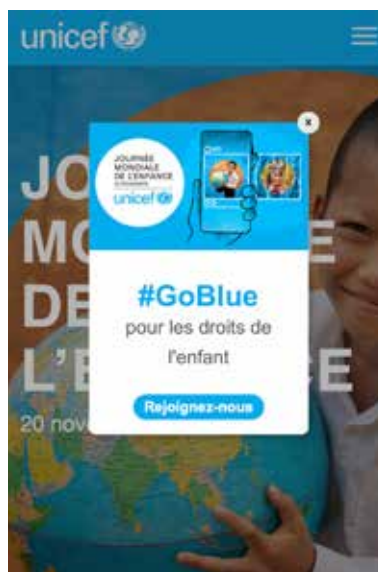 unicef
JOURNÉE
MONDIALE
DE L'ENFANCE
unicef
x
#GoBlue
pour les droits de
l'enfant
Rejoignez-nous
JO
MO E
DE
L'E CE
20 nov